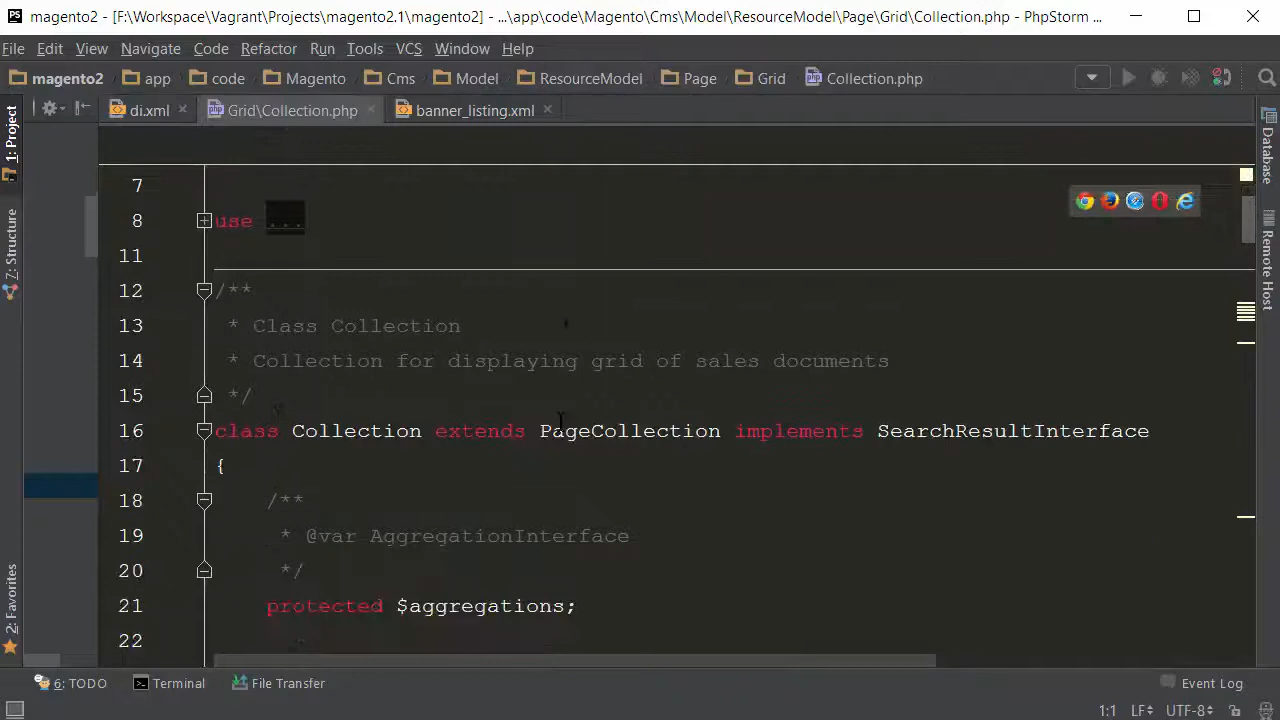 PS magento2 - [F:\Workspace\Vagrant\Projects\magento2.1\magento2] - ...\app\code\Magento\Cms\Model\ResourceModel\Page\Grid\Collection.php - PhpStorm ...
File Edit View Navigate Code Refactor Run Tools VCS Window Help
magento2 app code Magento Cms Model ResourceModel Page Grid Collection.php
di.xml Grid\Collection.php banner_listing.xml
1: Project
7: Structure
2: Favorites
Database
Remote Host
7
8 use ...
11
12 /**
13 * Class Collection
14 * Collection for displaying grid of sales documents
15 */
16 class Collection extends PageCollection implements SearchResultInterface
17 {
18 /**
19 * @var AggregationInterface
20 */
21 protected $aggregations;
22
6: TODO Terminal File Transfer Event Log
1:1 LF UTF-8